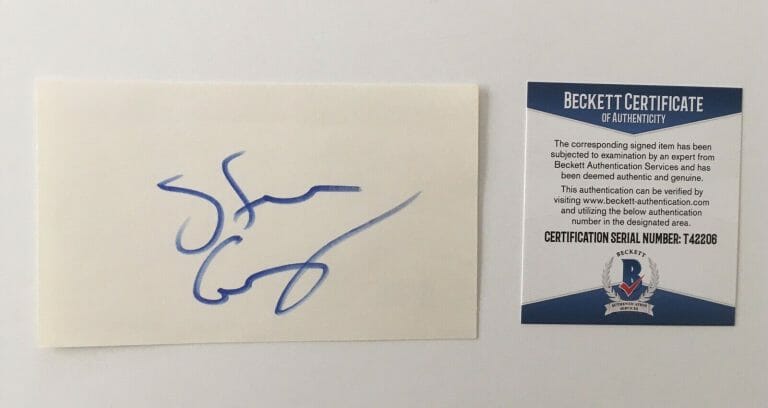 BECKETT CERTIFICATE
OF AUTHENTICITY
The corresponding signed item has been
subjected to examination by an expert from
Beckett Authentication Services and has
been deemed authentic and genuine.
This authentication can be verified by
visiting www.beckett-authentication.com
and utilizing the below authentication
number in the designated area.
CERTIFICATION SERIAL NUMBER: T42206
BECKETT
B
AUTHENTICATION
SERVICES